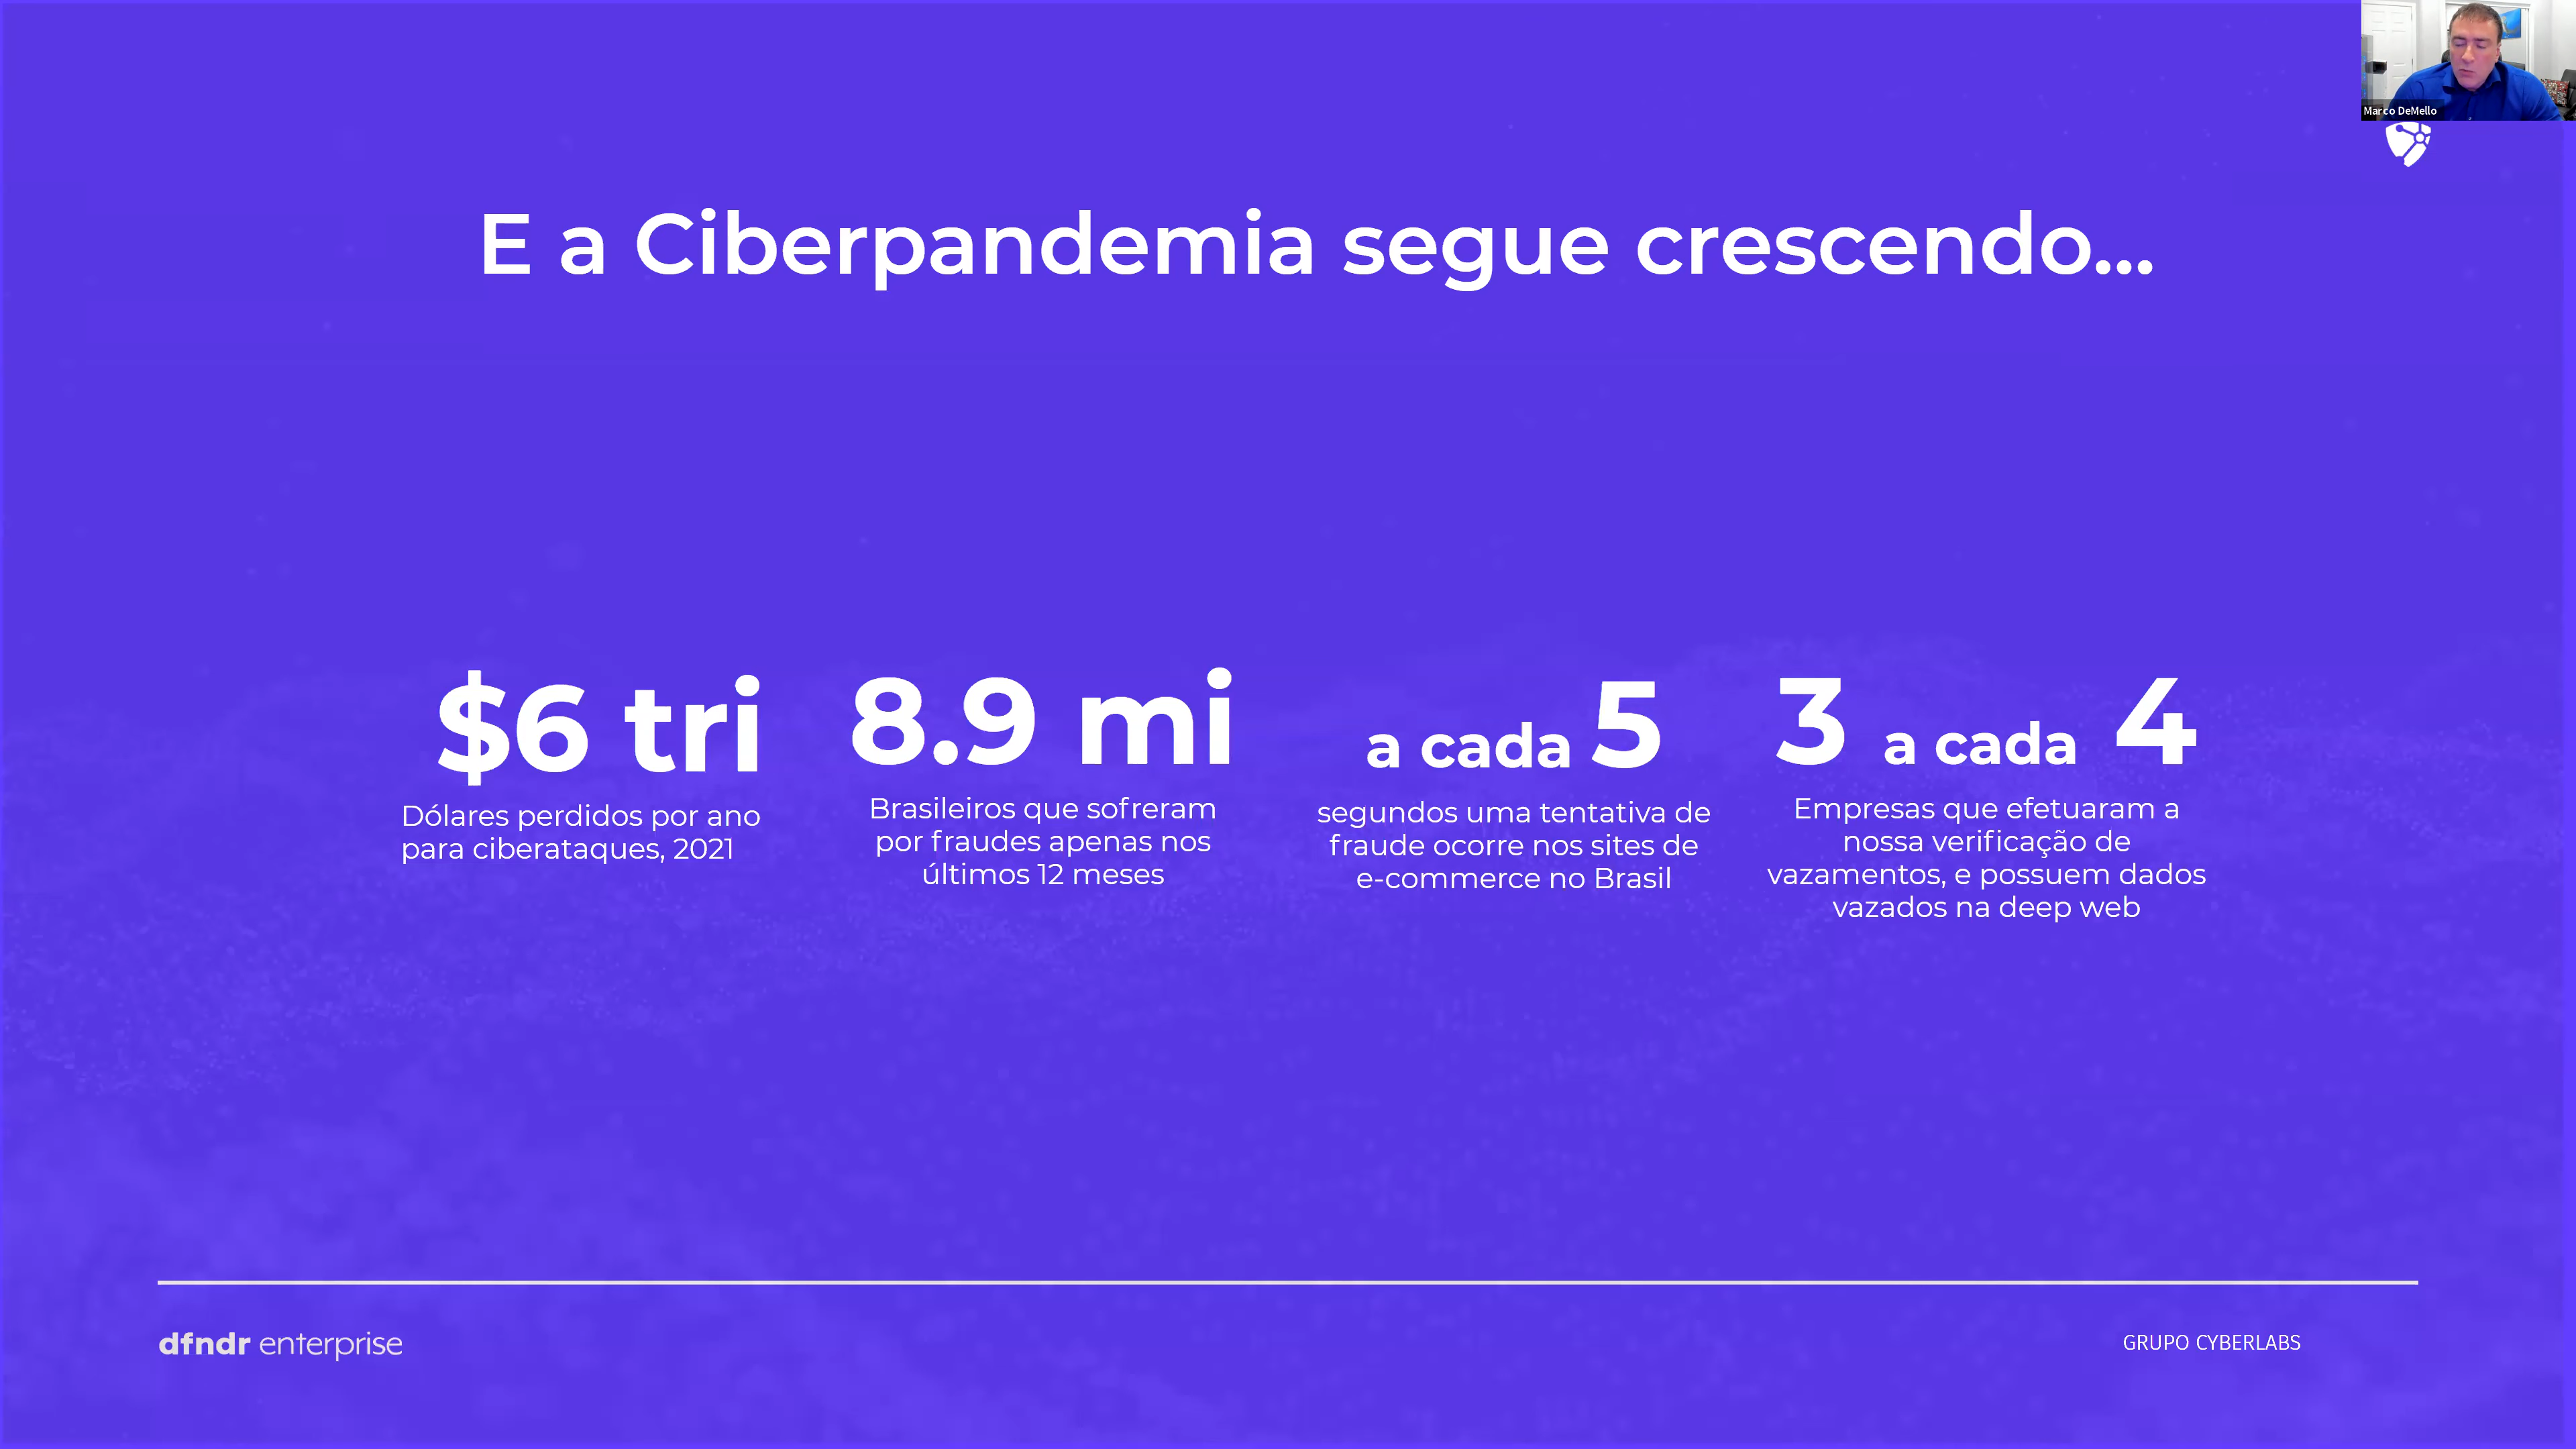 Marco DeMello
E a Ciberpandemia segue crescendo...
$6 tri
Dólares perdidos por ano
para ciberataques, 2021
8.9 mi
Brasileiros que sofreram
por fraudes apenas nos
últimos 12 meses
a cada 5
segundos uma tentativa de
fraude ocorre nos sites de
e-commerce no Brasil
3 a cada 4
Empresas que efetuaram a
nossa verificação de
vazamentos, e possuem dados
vazados na deep web
dfndr enterprise
GRUPO CYBERLABS